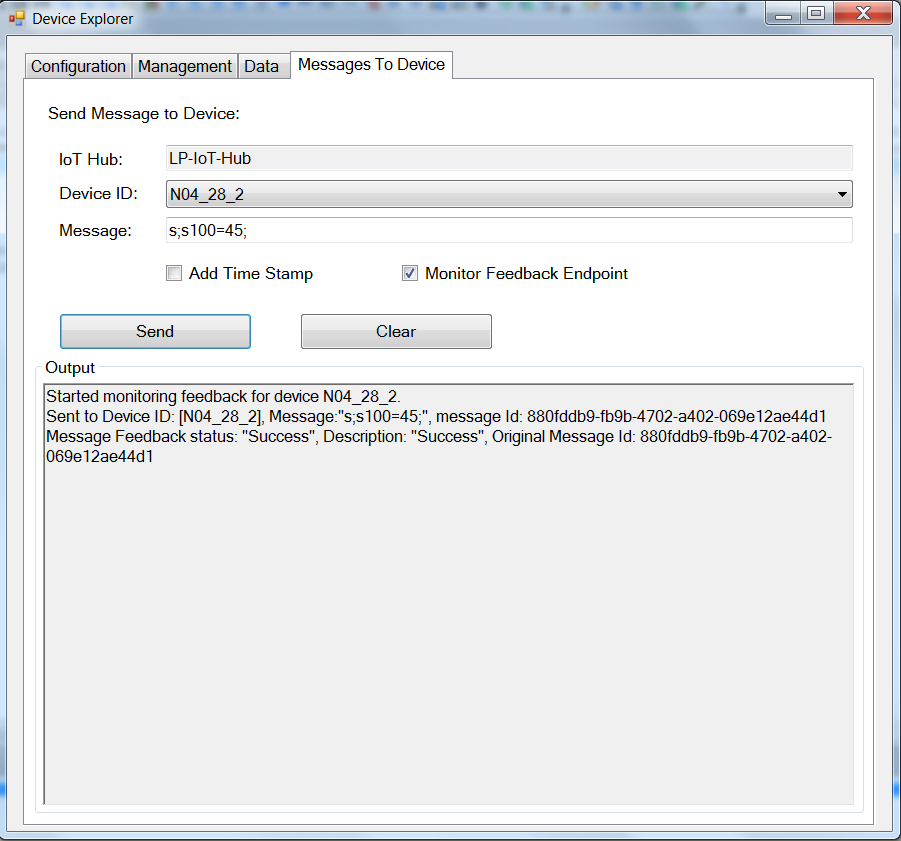 Device Explorer
Configuration Management Data Messages To Device
Send Message to Device:
IoT Hub: LP-IoT-Hub
Device ID: N04_28_2
Message: s;s100=45;
Add Time Stamp Monitor Feedback Endpoint
Send Clear
Output
Started monitoring feedback for device N04_28_2.
Sent to Device ID: [N04_28_2], Message:"s;s100=45;", message Id: 880fddb9-fb9b-4702-a402-069e12ae44d1
Message Feedback status: "Success", Description: "Success", Original Message Id: 880fddb9-fb9b-4702-a402-
069e12ae44d1